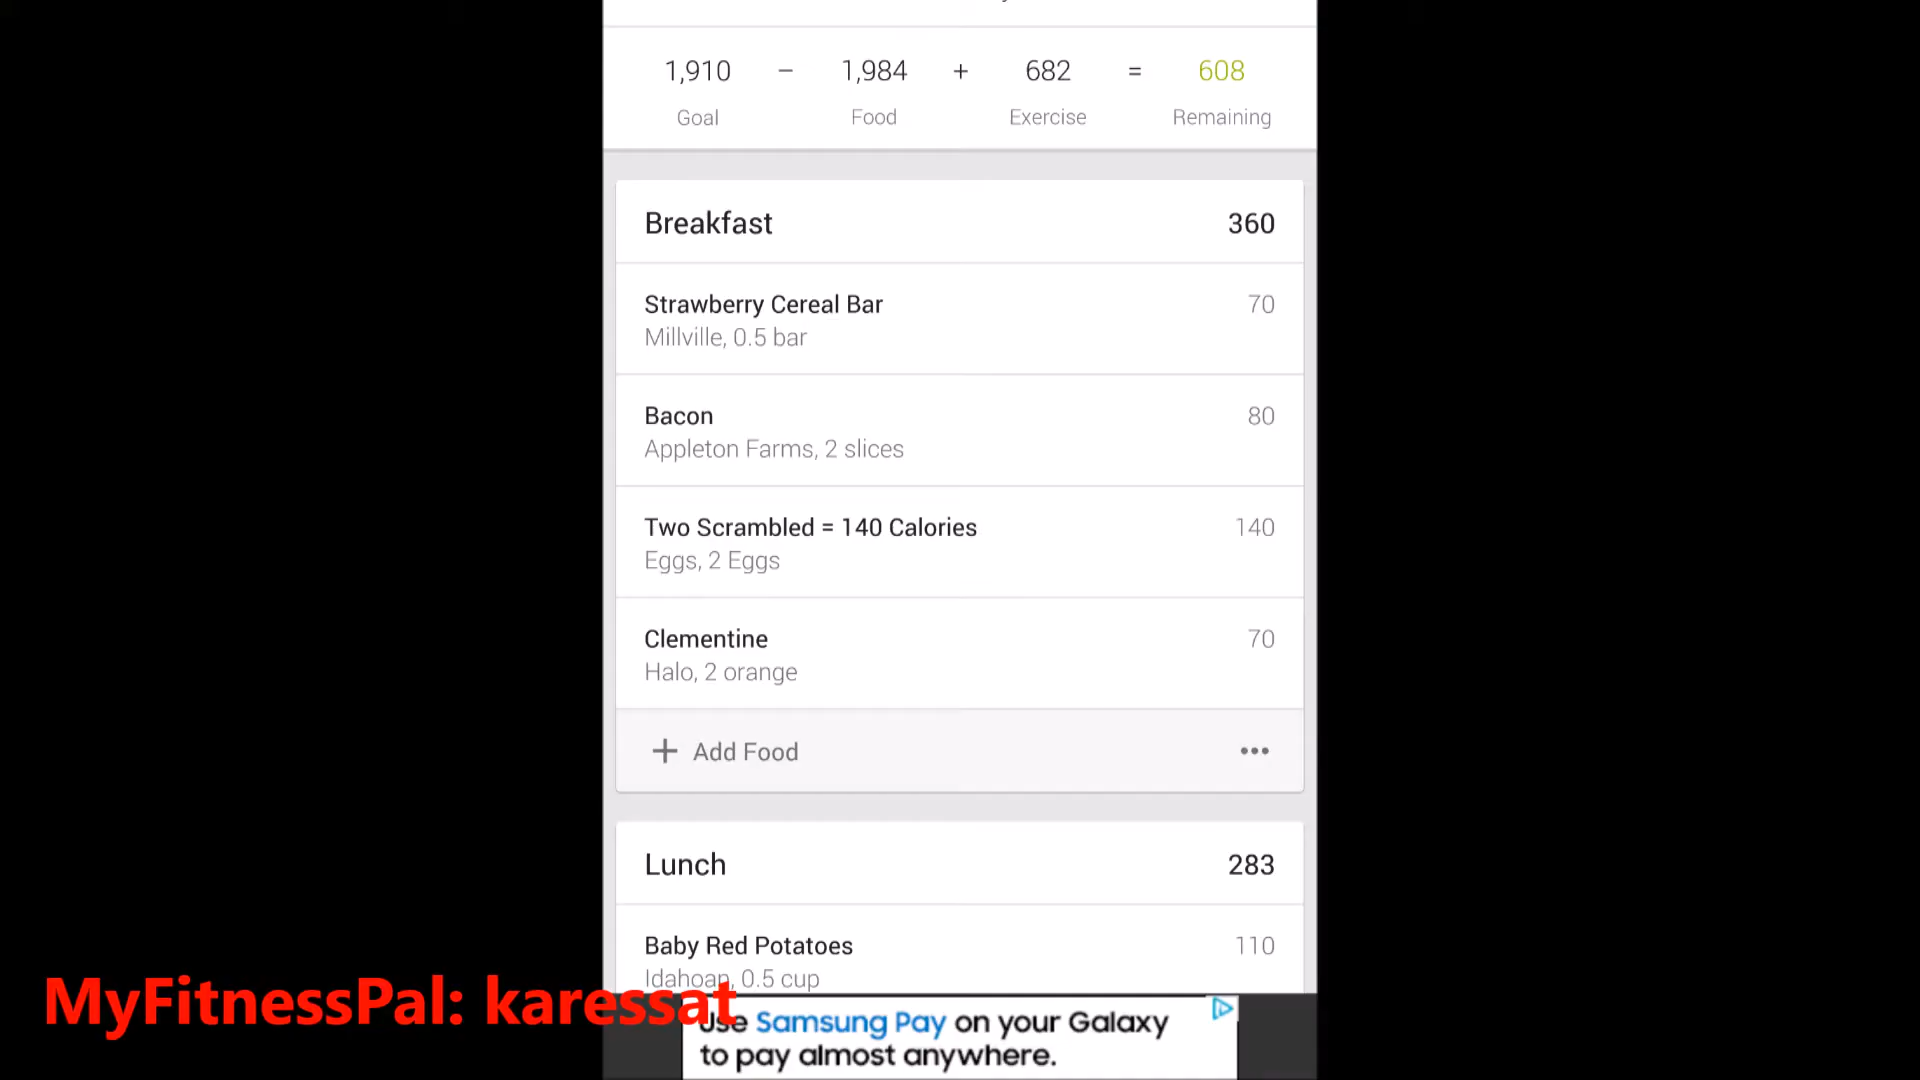 1,910 − 1,984 + 682 = 608
Goal Food Exercise Remaining
Breakfast 360
Strawberry Cereal Bar 70
Millville, 0.5 bar
Bacon 80
Appleton Farms, 2 slices
Two Scrambled = 140 Calories 140
Eggs, 2 Eggs
Clementine 70
Halo, 2 orange
+ Add Food •••
Lunch 283
Baby Red Potatoes 110
Idahoan, 0.5 cup
MyFitnessPal: karessat
Use Samsung Pay on your Galaxy
to pay almost anywhere.